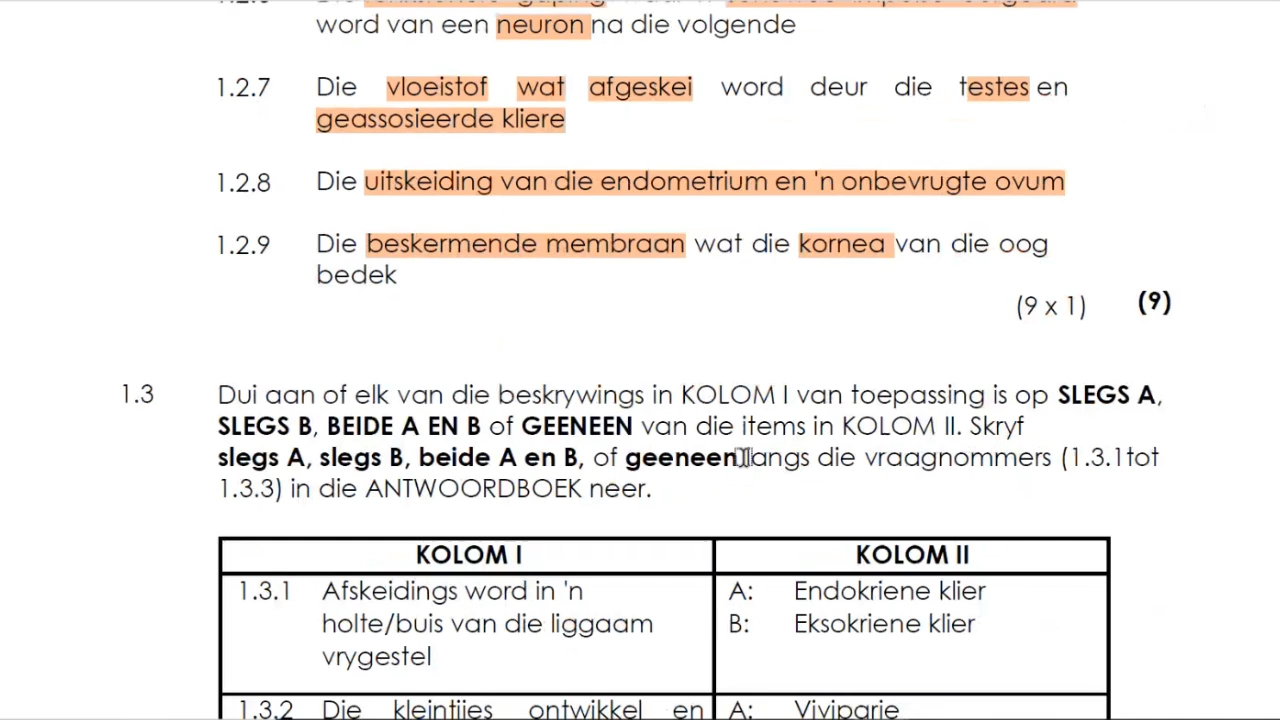 word van een neuron na die volgende
1.2.7 Die vloeistof wat afgeskei word deur die testes en
geassosieerde kliere
1.2.8 Die uitskeiding van die endometrium en 'n onbevrugte ovum
1.2.9 Die beskermende membraan wat die kornea van die oog
bedek
(9 x 1) (9)
1.3 Dui aan of elk van die beskrywings in KOLOM I van toepassing is op SLEGS A,
SLEGS B, BEIDE A EN B of GEENEEN van die items in KOLOM II. Skryf
slegs A, slegs B, beide A en B, of geeneen langs die vraagnommers (1.3.1tot
1.3.3) in die ANTWOORDBOEK neer.
KOLOM I KOLOM II
1.3.1 Afskeidings word in 'n A: Endokriene klier
holte/buis van die liggaam B: Eksokriene klier
vrygestel
1.3.2 Die kleintjies ontwikkel en A: Viviparie